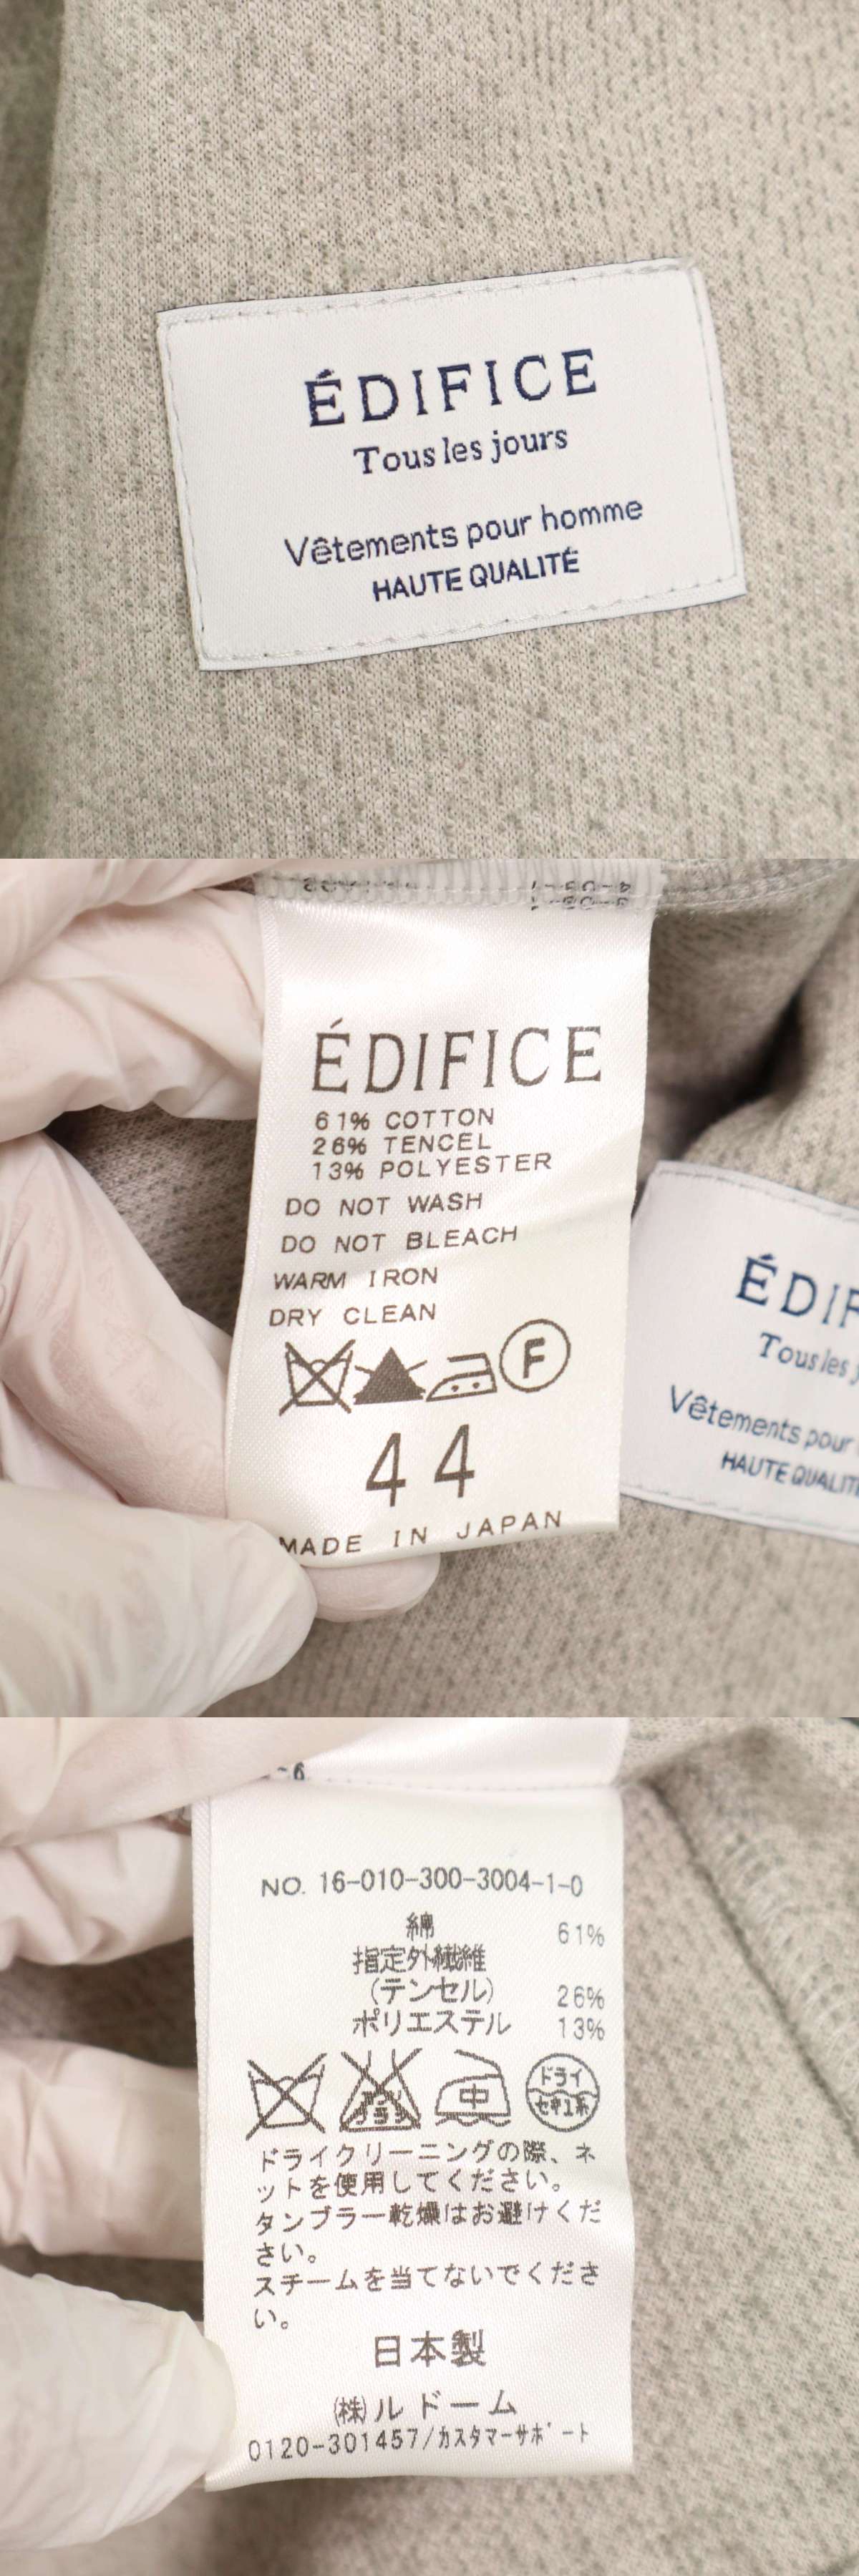 ÉDIFICE
Tous les jours
Vêtements pour homme
HAUTE QUALITÉ
ÉDIFICE
61% COTTON
26% TENCEL
13% POLYESTER
DO NOT WASH
DO NOT BLEACH
WARM IRON
DRY CLEAN
F
44
MADE IN JAPAN
ÉDIF
Tous les j
Vêtements pour
HAUTE QUALIT
-6
NO. 16-010-300-3004-1-0
綿 61%
指定外繊維
(テンセル) 26%
ポリエステル 13%
中
ドライ
セキユ系
ドライクリーニングの際、ネ
ットを使用してください。
タンブラー乾燥はお避けくだ
さい。
スチームを当てないでくださ
い。
日本製
(株)ルドーム
0120-301457/カスタマーサポート